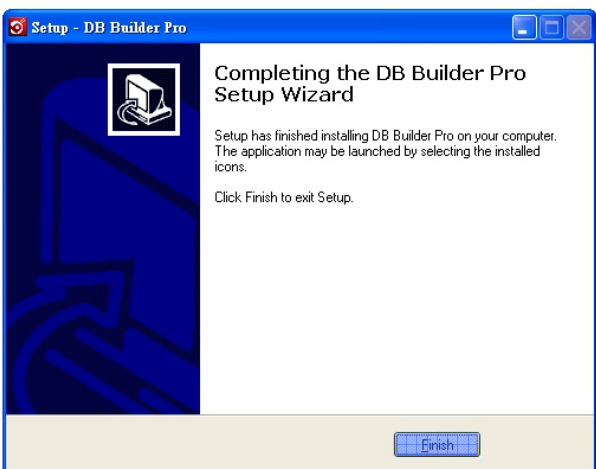 Setup - DB Builder Pro
Completing the DB Builder Pro
Setup Wizard
Setup has finished installing DB Builder Pro on your computer.
The application may be launched by selecting the installed
icons.
Click Finish to exit Setup.
Finish